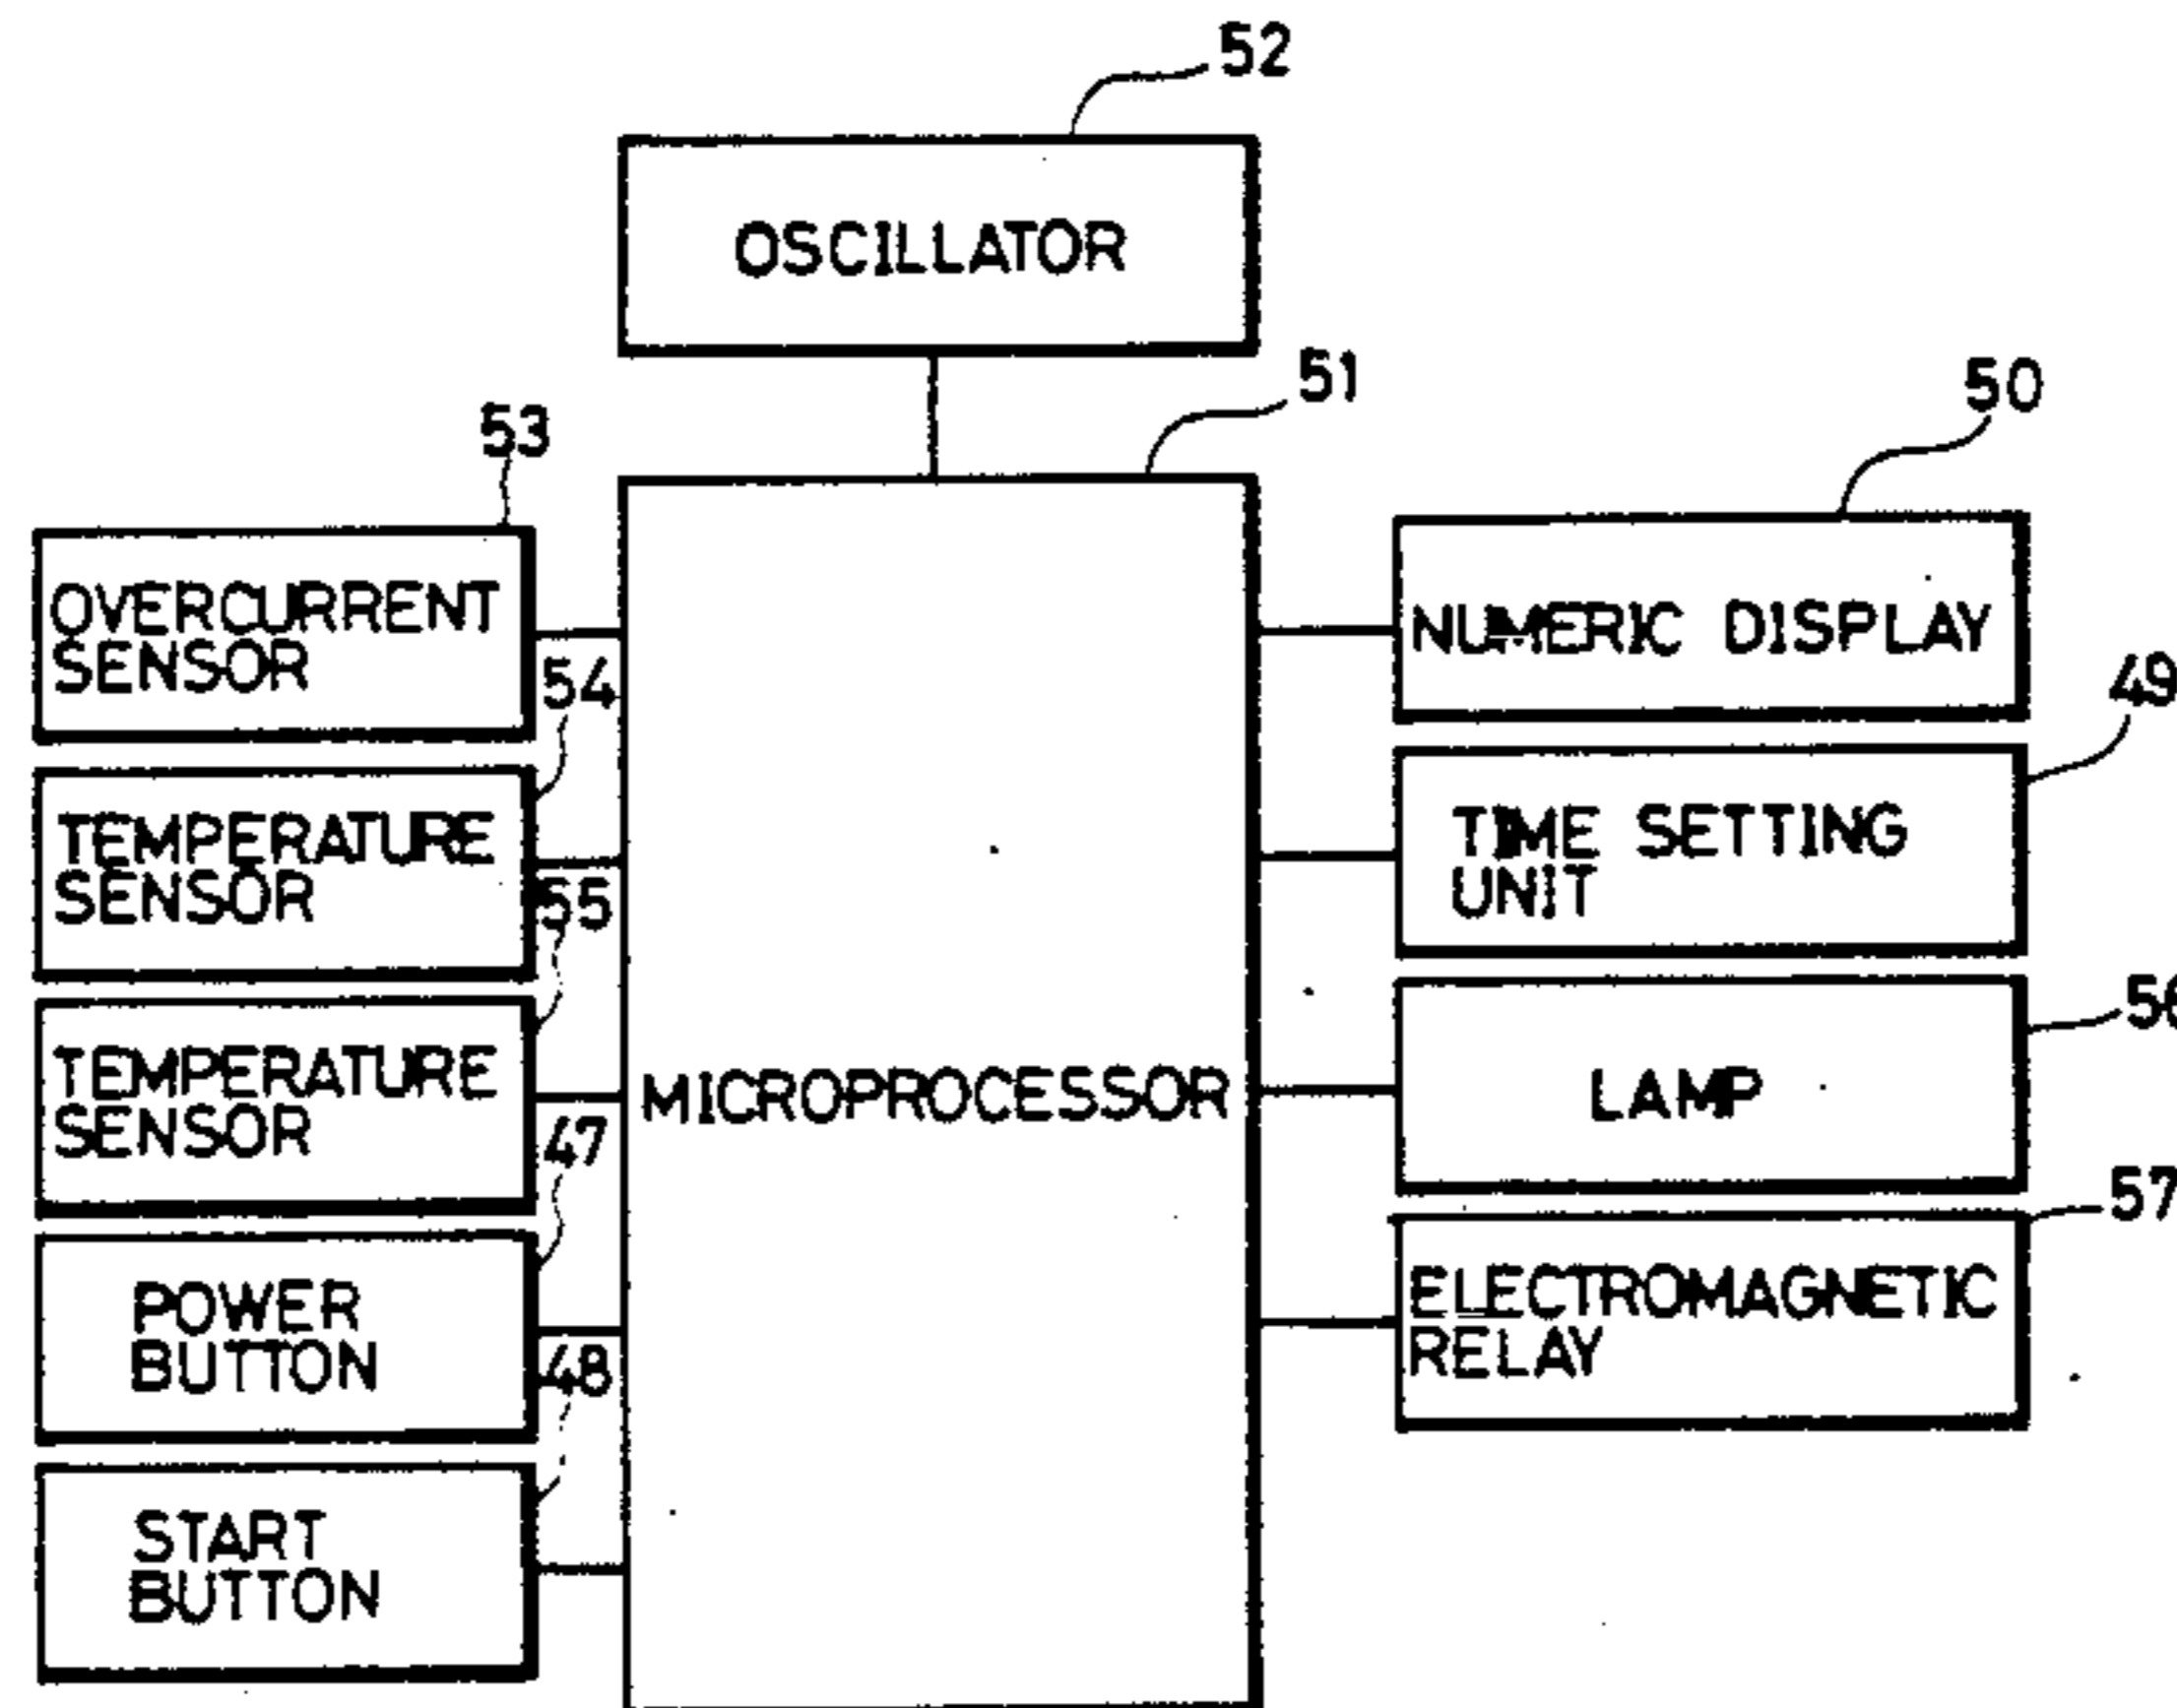 52
OSCILLATOR
51
50
53
OVERCURRENT
SENSOR
NUMERIC DISPLAY
54
49
TEMPERATURE
SENSOR
TIME SETTING
UNIT
55
TEMPERATURE
SENSOR
MICROPROCESSOR
LAMP
47
57
POWER
BUTTON
ELECTROMAGNETIC
RELAY
48
START
BUTTON